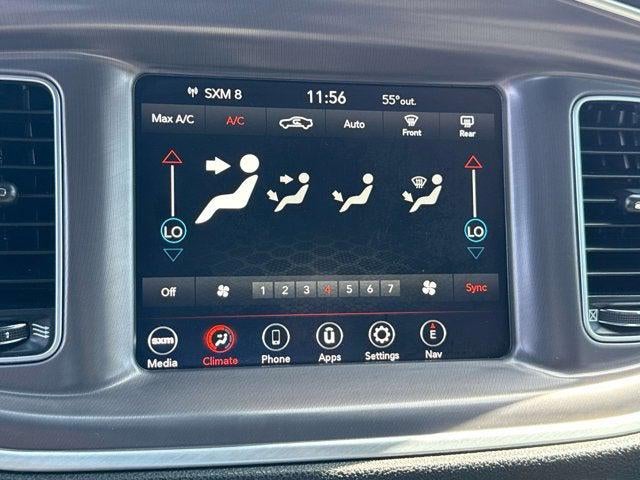 SXM 8 11:56 55° out.
Max A/C A/C Auto Front Rear
LO LO
Off 1 2 3 4 5 6 7 Sync
sxm ū E
Media Climate Phone Apps Settings Nav